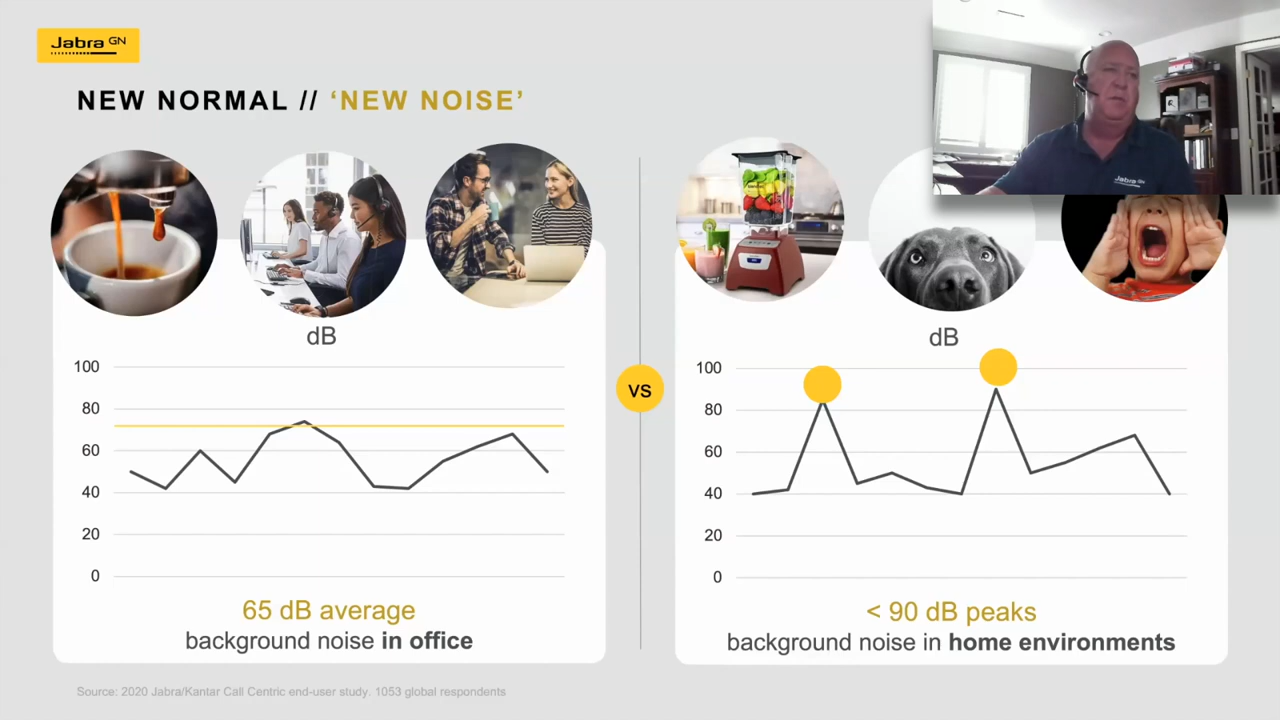 Jabra GN
NEW NORMAL // ‘NEW NOISE’
Jabra GN
dB
100
80
60
40
20
0
65 dB average
background noise in office
vs
dB
100
80
60
40
20
0
< 90 dB peaks
background noise in home environments
Source: 2020 Jabra/Kantar Call Centric end-user study. 1053 global respondents